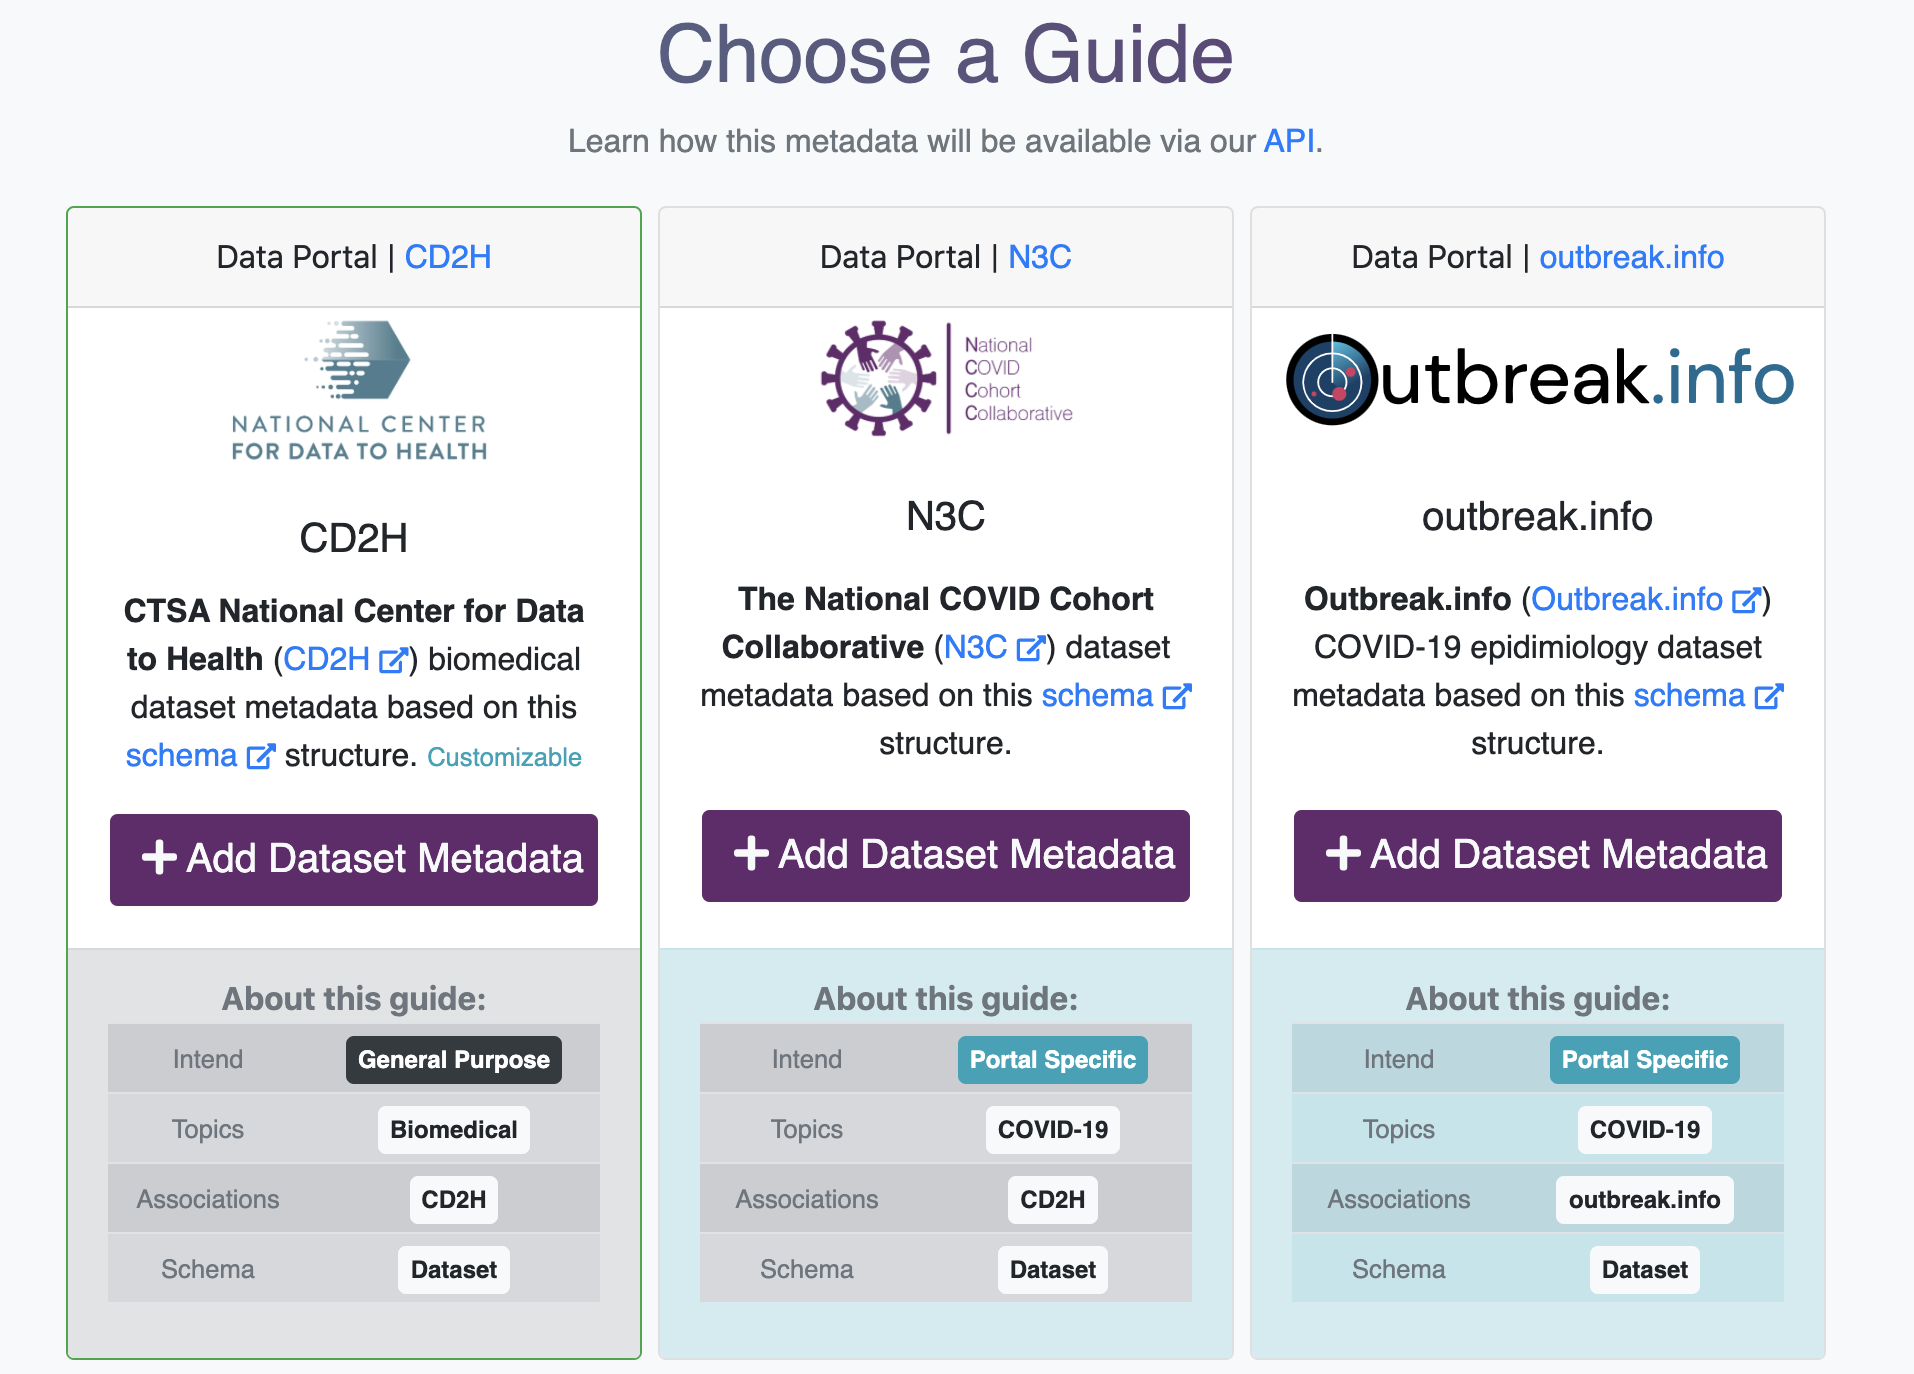 Choose a Guide
Learn how this metadata will be available via our API.
Data Portal | CD2H
NATIONAL CENTER
FOR DATA TO HEALTH
CD2H
CTSA National Center for Data
to Health (CD2H) biomedical
dataset metadata based on this
schema structure. Customizable
+ Add Dataset Metadata
About this guide:
Intend General Purpose
Topics Biomedical
Associations CD2H
Schema Dataset
Data Portal | N3C
National
COVID
Cohort
Collaborative
N3C
The National COVID Cohort
Collaborative (N3C) dataset
metadata based on this schema
structure.
+ Add Dataset Metadata
About this guide:
Intend Portal Specific
Topics COVID-19
Associations CD2H
Schema Dataset
Data Portal | outbreak.info
Outbreak.info
outbreak.info
Outbreak.info (Outbreak.info)
COVID-19 epidimiology dataset
metadata based on this schema
structure.
+ Add Dataset Metadata
About this guide:
Intend Portal Specific
Topics COVID-19
Associations outbreak.info
Schema Dataset